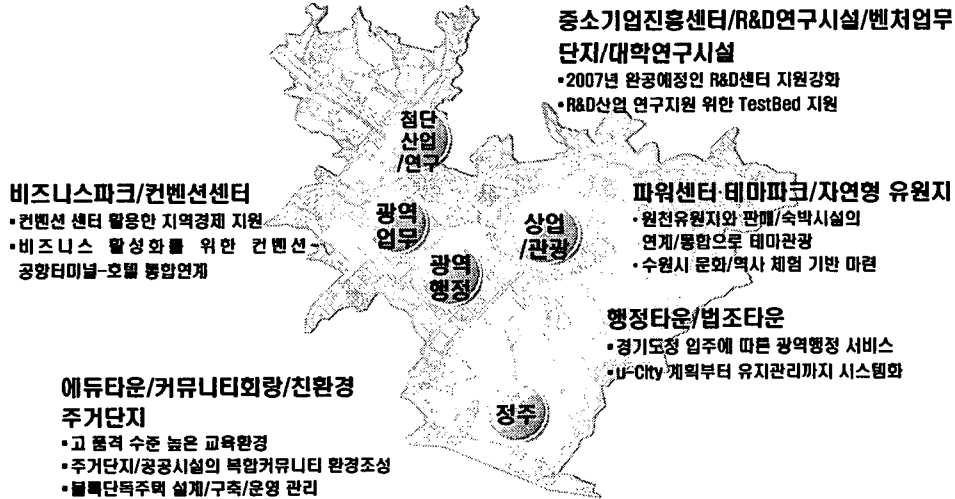 중소기업진흥센터/R&D연구시설/벤처업무
단지/대학연구시설
▪2007년 완공예정인 R&D센터 지원강화
▪R&D산업 연구지원 위한 TestBed 지원
첨단
산업
/연구
비즈니스파크/컨벤션센터
▪컨벤션 센터 활용한 지역경제 지원
▪비즈니스 활성화를 위한 컨벤션-
공항터미널-호텔 통합연계
광역
업무
상업
/관광
파워센터·테마파크/자연형 유원지
▪원천유원지와 판매/숙박시설의
연계/통합으로 테마관광
▪수원시 문화/역사 체험 기반 마련
광역
행정
행정타운/법조타운
▪경기도청 입주에 따른 광역행정 서비스
▪u-City 계획부터 유지관리까지 시스템화
에듀타운/커뮤니티회랑/친환경
주거단지
▪고 품격 수준 높은 교육환경
▪주거단지/공공시설의 복합커뮤니티 환경조성
▪블록단독주택 설계/구축/운영 관리
정주